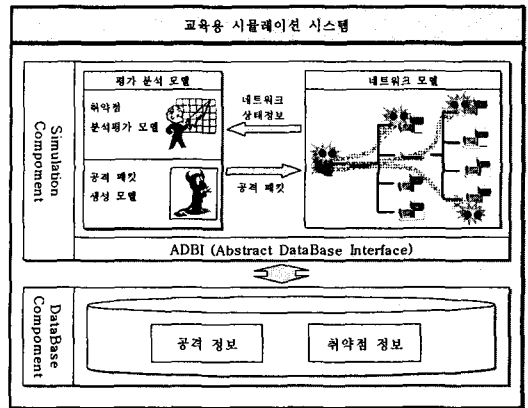 교육용 시뮬레이션 시스템
Simulation
Compoment
평가 분석 모델
취약점
분석평가 모델
공격 패킷
생성 모델
네트워크
상태정보
공격 패킷
네트워크 모델
ADBI (Abstract DataBase Interface)
DataBase
Compoment
공격 정보
취약점 정보